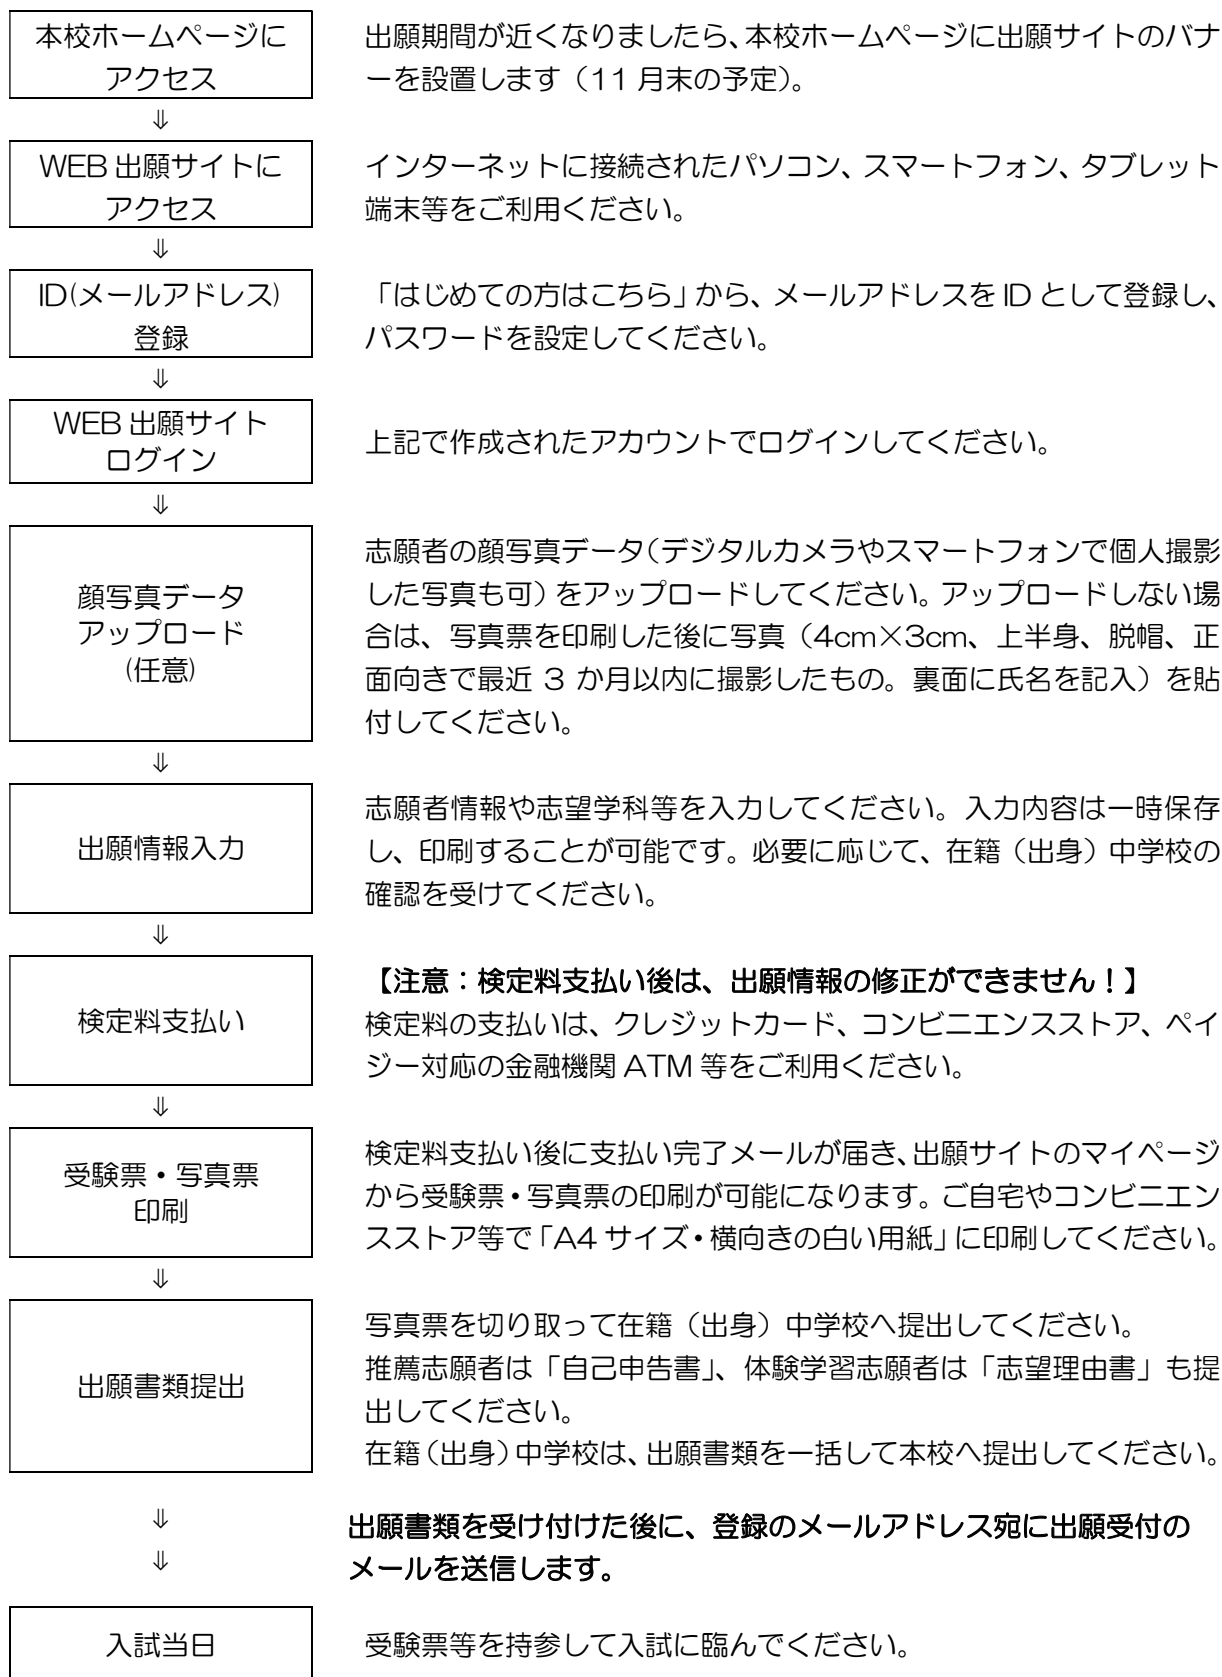 本校ホームページに
アクセス
出願期間が近くなりましたら、本校ホームページに出願サイトのバナ
ーを設置します（11月末の予定）。
⇓
WEB出願サイトに
アクセス
インターネットに接続されたパソコン、スマートフォン、タブレット
端末等をご利用ください。
⇓
ID(メールアドレス)
登録
「はじめての方はこちら」から、メールアドレスをIDとして登録し、
パスワードを設定してください。
⇓
WEB出願サイト
ログイン
上記で作成されたアカウントでログインしてください。
⇓
顔写真データ
アップロード
(任意)
志願者の顔写真データ（デジタルカメラやスマートフォンで個人撮影
した写真も可）をアップロードしてください。アップロードしない場
合は、写真票を印刷した後に写真（4cm×3cm、上半身、脱帽、正
面向きで最近 3 か月以内に撮影したもの。裏面に氏名を記入）を貼
付してください。
⇓
出願情報入力
志願者情報や志望学科等を入力してください。入力内容は一時保存
し、印刷することが可能です。必要に応じて、在籍（出身）中学校の
確認を受けてください。
⇓
検定料支払い
【注意：検定料支払い後は、出願情報の修正ができません！】
検定料の支払いは、クレジットカード、コンビニエンスストア、ペイ
ジー対応の金融機関ATM等をご利用ください。
⇓
受験票・写真票
印刷
検定料支払い後に支払い完了メールが届き、出願サイトのマイページ
から受験票・写真票の印刷が可能になります。ご自宅やコンビニエン
スストア等で「A4サイズ・横向きの白い用紙」に印刷してください。
⇓
出願書類提出
写真票を切り取って在籍（出身）中学校へ提出してください。
推薦志願者は「自己申告書」、体験学習志願者は「志望理由書」も提
出してください。
在籍（出身）中学校は、出願書類を一括して本校へ提出してください。
⇓
⇓
出願書類を受け付けた後に、登録のメールアドレス宛に出願受付の
メールを送信します。
入試当日
受験票等を持参して入試に臨んでください。